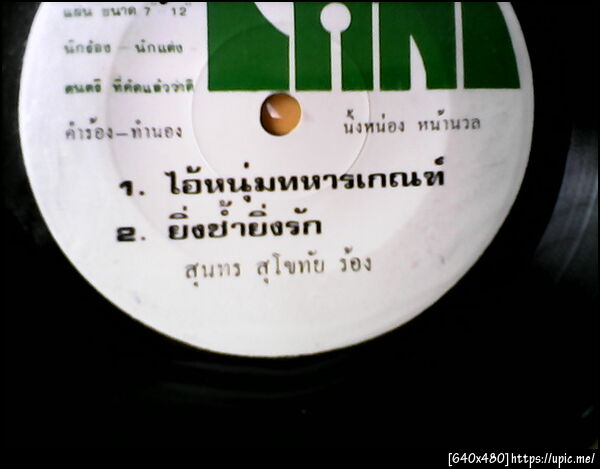 แผ่น ขนาด 7" - 12"
นักร้อง - นักแต่ง
ดนตรี ที่คัดแล้วว่าดี
คำร้อง - ทำนอง นิ้งหน่อง หน้านวล
1. ไอ้หนุ่มทหารเกณฑ์
2. ยิ่งช้ำยิ่งรัก
สุนทร สุโขทัย ร้อง
[640x480]https://upic.me/